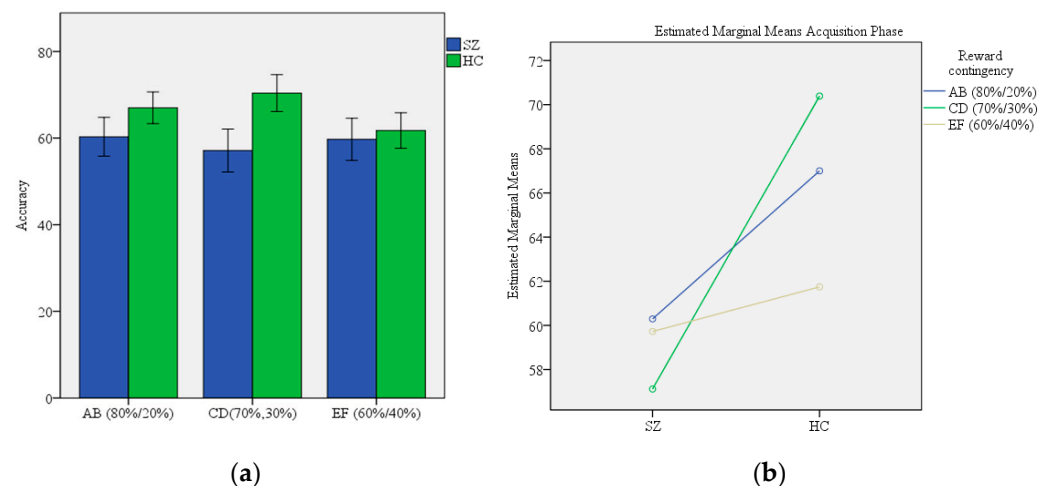 SZ
HC
80
60
40
20
0
Accuracy
AB (80%/20%)
CD(70%,30%)
EF (60%/40%)
(a)
Estimated Marginal Means Acquisition Phase
72
70
68
66
64
62
60
58
Estimated Marginal Means
SZ
HC
Reward
contingency
AB (80%/20%)
CD (70%/30%)
EF (60%/40%)
(b)